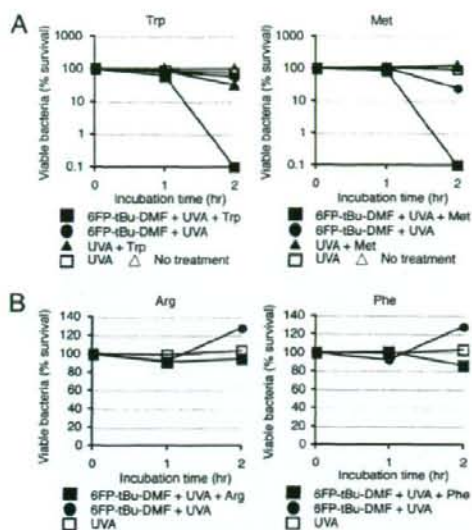 A
Trp
Met
Viable bacteria (% survival)
1000
100
10
1
0.1
0
1
2
Incubation time (hr)
6FP-tBu-DMF + UVA + Trp
6FP-tBu-DMF + UVA
UVA + Trp
UVA
No treatment
Viable bacteria (% survival)
1000
100
10
1
0.1
0
1
2
Incubation time (hr)
6FP-tBu-DMF + UVA + Met
6FP-tBu-DMF + UVA
UVA + Met
UVA
No treatment
B
Arg
Phe
Viable bacteria (% survival)
140
120
100
80
60
40
20
0
0
1
2
Incubation time (hr)
6FP-tBu-DMF + UVA + Arg
6FP-tBu-DMF + UVA
UVA
Viable bacteria (% survival)
140
120
100
80
60
40
20
0
0
1
2
Incubation time (hr)
6FP-tBu-DMF + UVA + Phe
6FP-tBu-DMF + UVA
UVA